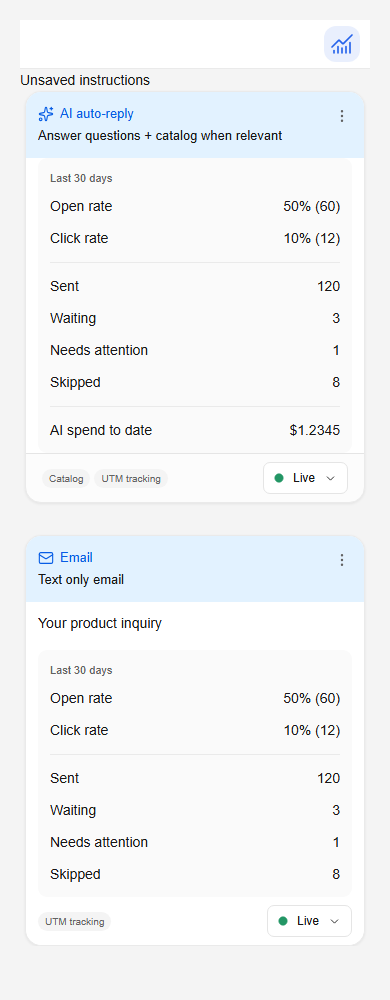 Unsaved instructions
AI auto-reply
Answer questions + catalog when relevant
Last 30 days
Open rate 50% (60)
Click rate 10% (12)
Sent 120
Waiting 3
Needs attention 1
Skipped 8
AI spend to date $1.2345
Catalog UTM tracking Live
Email
Text only email
Your product inquiry
Last 30 days
Open rate 50% (60)
Click rate 10% (12)
Sent 120
Waiting 3
Needs attention 1
Skipped 8
UTM tracking Live